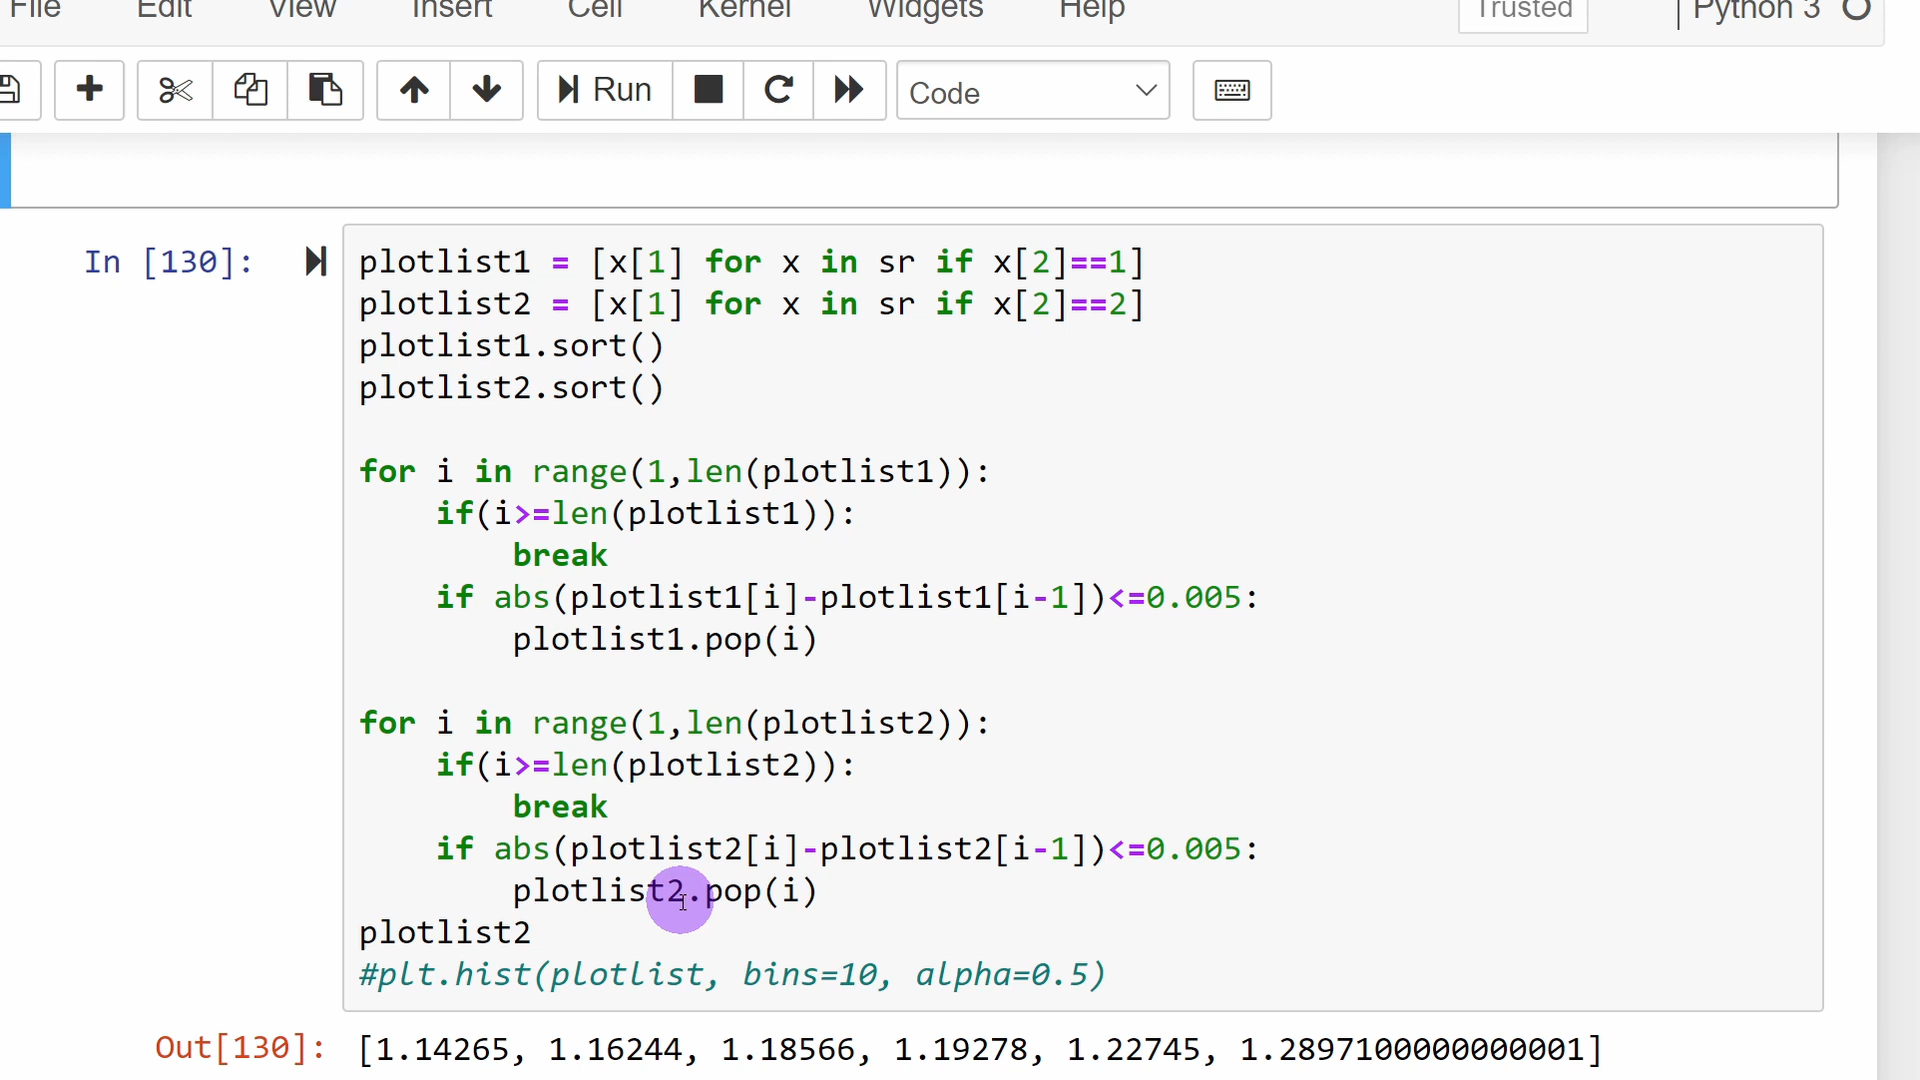 File Edit View Insert Cell Kernel Widgets Help Trusted Python 3
Run Code
In [130]: plotlist1 = [x[1] for x in sr if x[2]==1]
plotlist2 = [x[1] for x in sr if x[2]==2]
plotlist1.sort()
plotlist2.sort()
for i in range(1,len(plotlist1)):
if(i>=len(plotlist1)):
break
if abs(plotlist1[i]-plotlist1[i-1])<=0.005:
plotlist1.pop(i)
for i in range(1,len(plotlist2)):
if(i>=len(plotlist2)):
break
if abs(plotlist2[i]-plotlist2[i-1])<=0.005:
plotlist2.pop(i)
plotlist2
#plt.hist(plotlist, bins=10, alpha=0.5)
Out[130]: [1.14265, 1.16244, 1.18566, 1.19278, 1.22745, 1.2897100000000001]